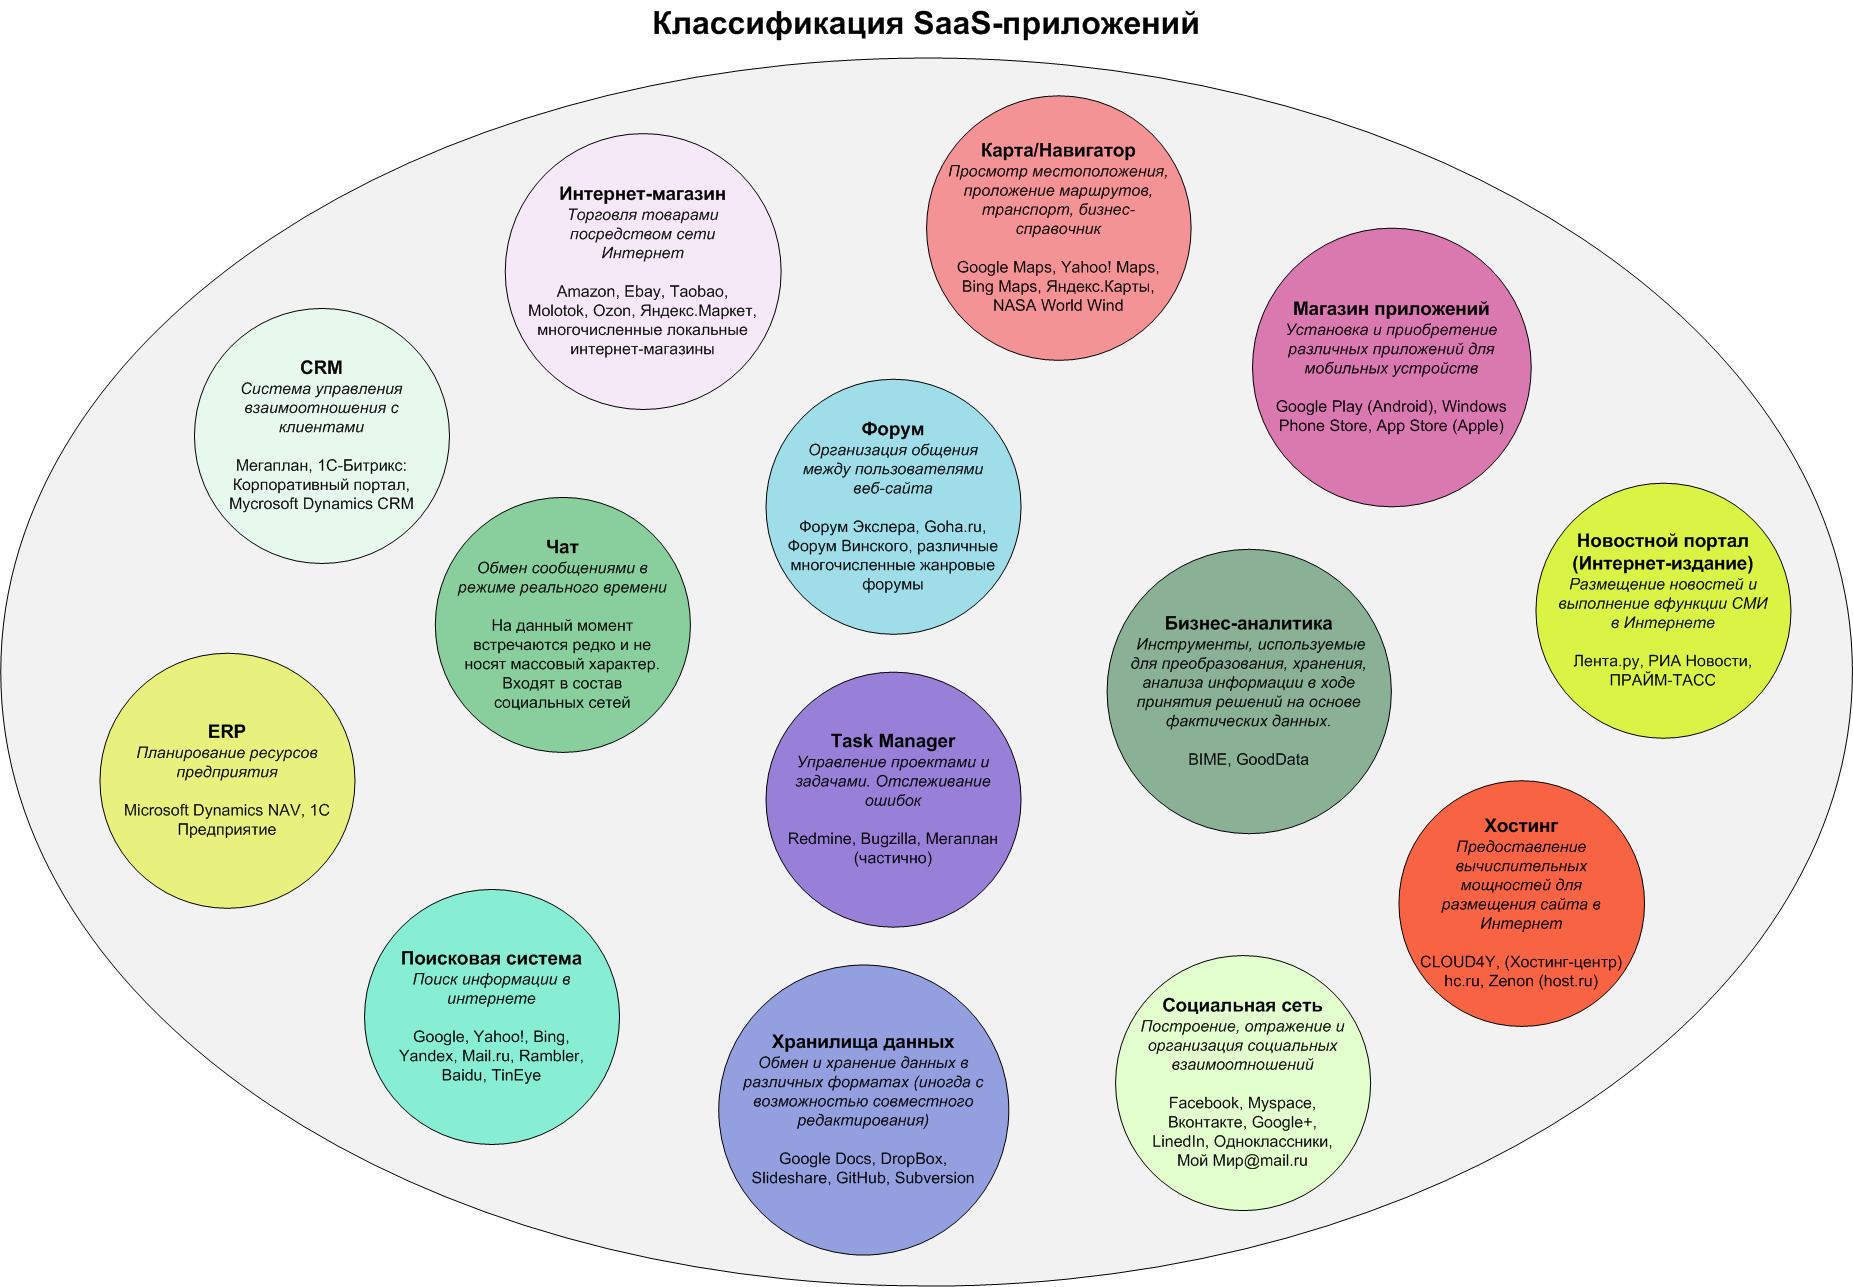 Классификация SaaS-приложений
Карта/Навигатор
Просмотр местоположения,
проложение маршрутов,
транспорт, бизнес-
справочник
Google Maps, Yahoo! Maps,
Bing Maps, Яндекс.Карты,
NASA World Wind
Интернет-магазин
Торговля товарами
посредством сети
Интернет
Amazon, Ebay, Taobao,
Molotok, Ozon, Яндекс.Маркет,
многочисленные локальные
интернет-магазины
Магазин приложений
Установка и приобретение
различных приложений для
мобильных устройств
Google Play (Android), Windows
Phone Store, App Store (Apple)
CRM
Система управления
взаимоотношения с
клиентами
Мегаплан, 1С-Битрикс:
Корпоративный портал,
Mycrosoft Dynamics CRM
Форум
Организация общения
между пользователями
веб-сайта
Форум Экслера, Goha.ru,
Форум Винского, различные
многочисленные жанровые
форумы
Чат
Обмен сообщениями в
режиме реального времени
На данный момент
встречаются редко и не
носят массовый характер.
Входят в состав
социальных сетей
Новостной портал
(Интернет-издание)
Размещение новостей и
выполнение вфункции СМИ
в Интернете
Лента.ру, РИА Новости,
ПРАЙМ-ТАСС
Бизнес-аналитика
Инструменты, используемые
для преобразования, хранения,
анализа информации в ходе
принятия решений на основе
фактических данных.
BIME, GoodData
ERP
Планирование ресурсов
предприятия
Microsoft Dynamics NAV, 1С
Предприятие
Task Manager
Управление проектами и
задачами. Отслеживание
ошибок
Redmine, Bugzilla, Мегаплан
(частично)
Хостинг
Предоставление
вычислительных
мощностей для
размещения сайта в
Интернет
CLOUD4Y, (Хостинг-центр)
hc.ru, Zenon (host.ru)
Поисковая система
Поиск информации в
интернете
Google, Yahoo!, Bing,
Yandex, Mail.ru, Rambler,
Baidu, TinEye
Хранилища данных
Обмен и хранение данных в
различных форматах (иногда с
возможностью совместного
редактирования)
Google Docs, DropBox,
Slideshare, GitHub, Subversion
Социальная сеть
Построение, отражение и
организация социальных
взаимоотношений
Facebook, Myspace,
Вконтакте, Google+,
LinedIn, Одноклассники,
Мой Мир@mail.ru